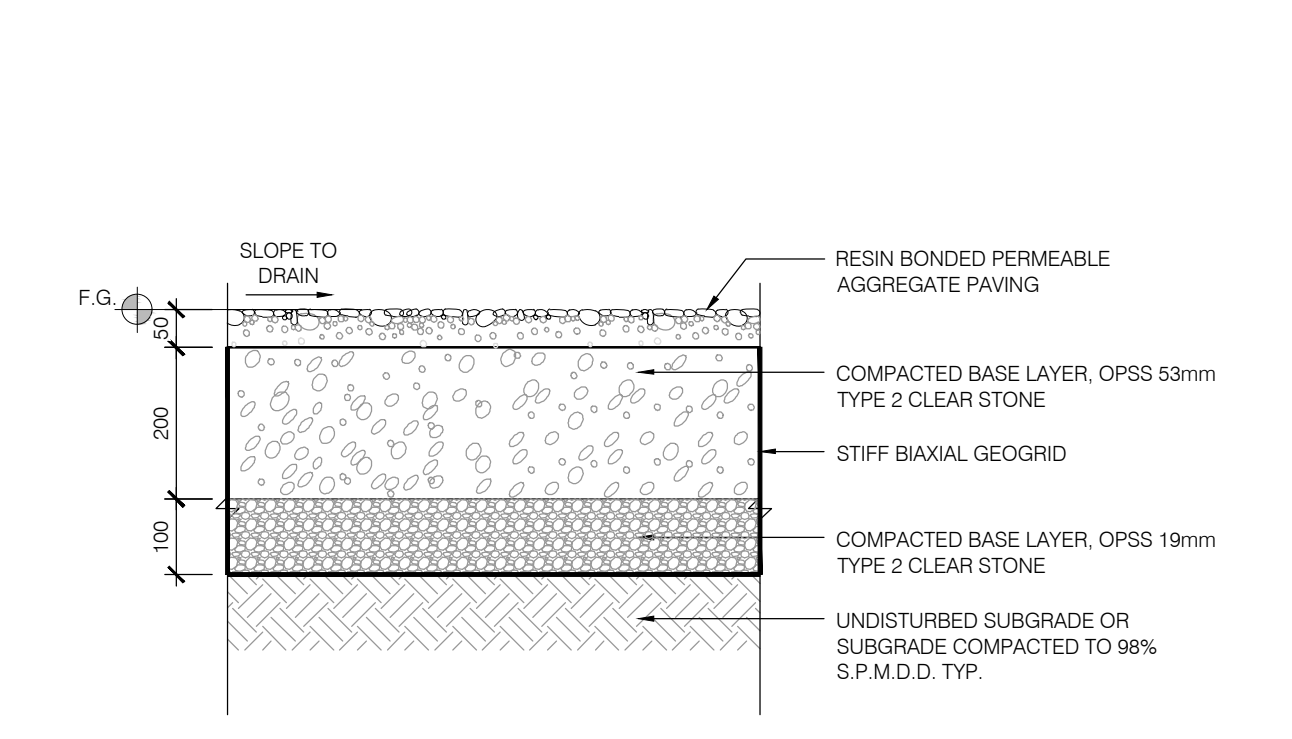 SLOPE TO
DRAIN
F.G.
50
200
100
RESIN BONDED PERMEABLE
AGGREGATE PAVING
COMPACTED BASE LAYER, OPSS 53mm
TYPE 2 CLEAR STONE
STIFF BIAXIAL GEOGRID
COMPACTED BASE LAYER, OPSS 19mm
TYPE 2 CLEAR STONE
UNDISTURBED SUBGRADE OR
SUBGRADE COMPACTED TO 98%
S.P.M.D.D. TYP.